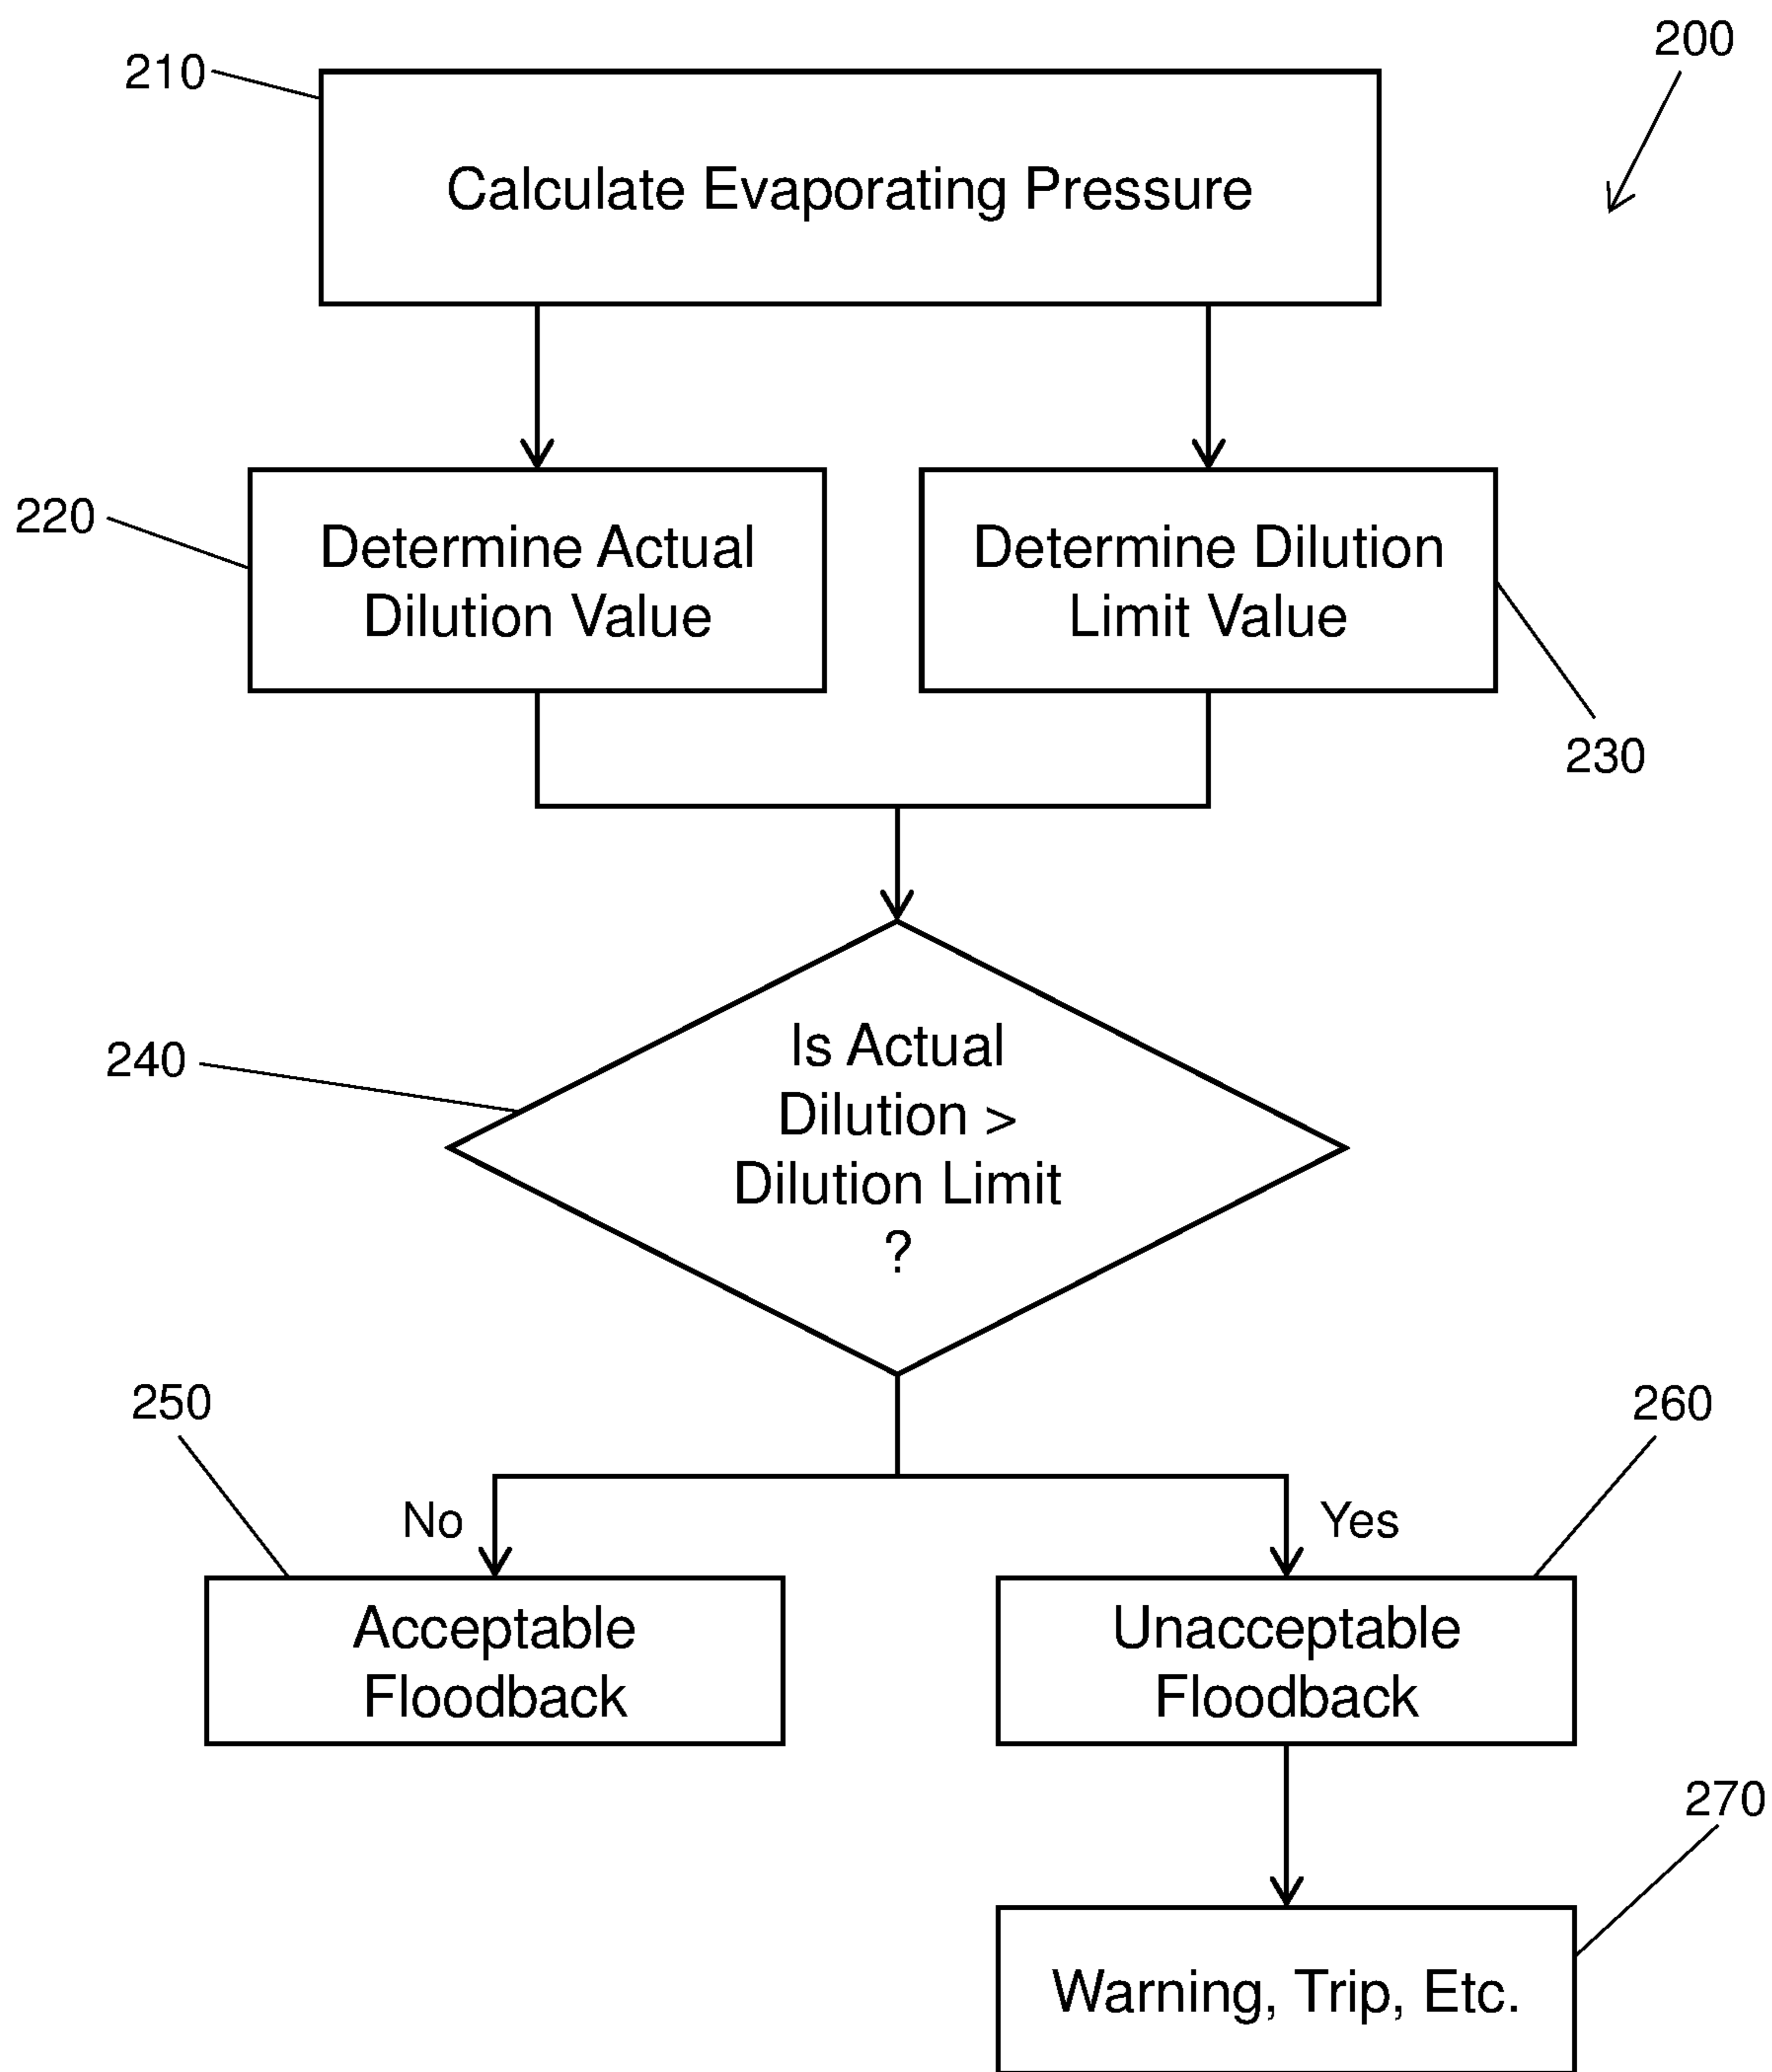 200
210
Calculate Evaporating Pressure
220
Determine Actual
Dilution Value
Determine Dilution
Limit Value
230
240
Is Actual
Dilution >
Dilution Limit
?
250
260
No
Yes
Acceptable
Floodback
Unacceptable
Floodback
270
Warning, Trip, Etc.